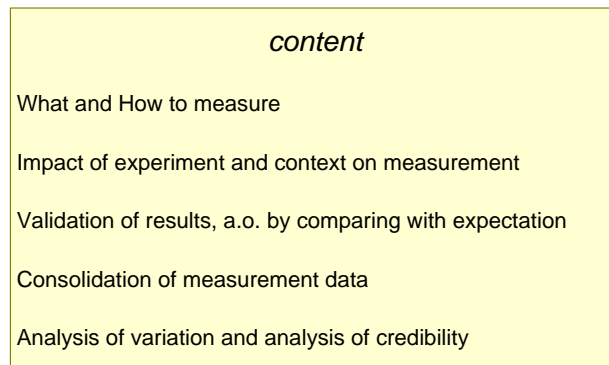 content
What and How to measure
Impact of experiment and context on measurement
Validation of results, a.o. by comparing with expectation
Consolidation of measurement data
Analysis of variation and analysis of credibility